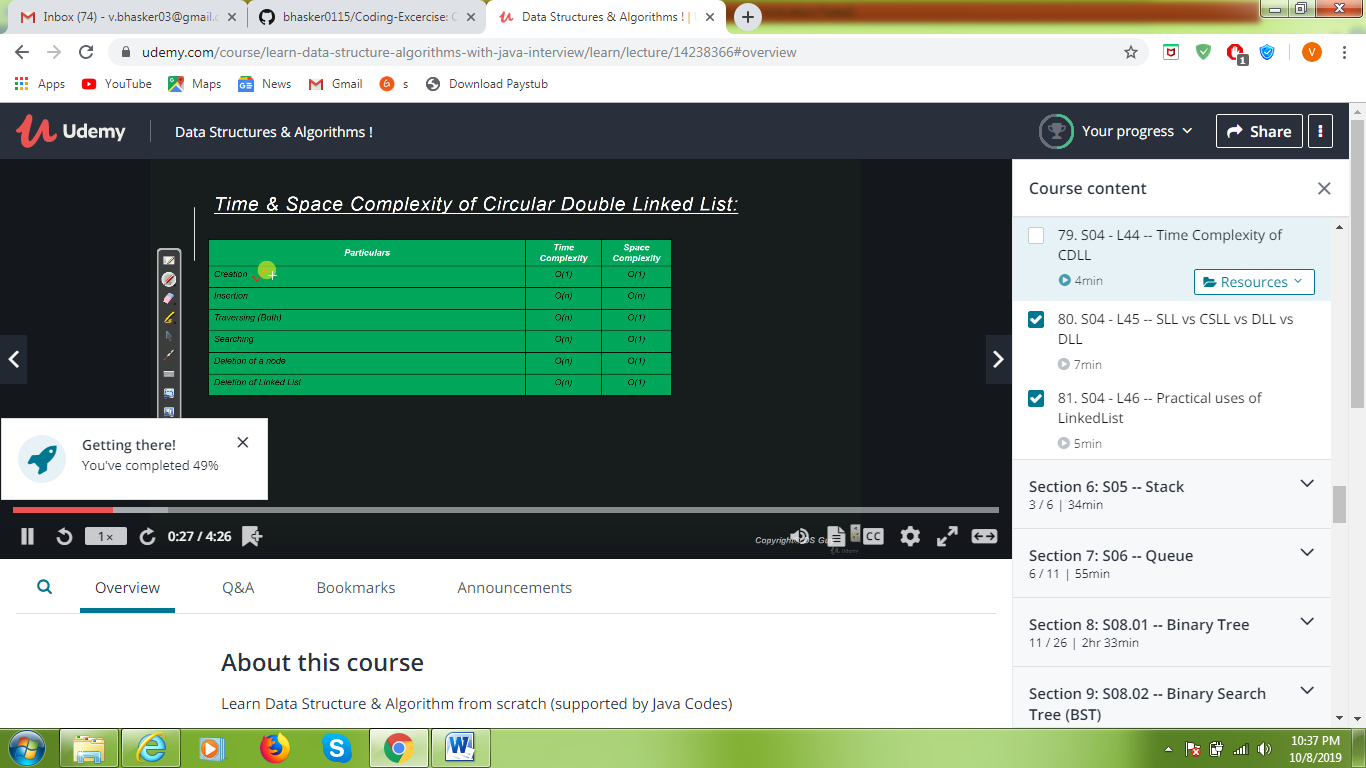 Inbox (74) - v.bhasker03@gmail.c
bhasker0115/Coding-Excercise: C
Data Structures & Algorithms ! |
udemy.com/course/learn-data-structure-algorithms-with-java-interview/learn/lecture/14238366#overview
1
V
Apps
YouTube
Maps
News
Gmail
s
Download Paystub
Udemy
Data Structures & Algorithms !
Your progress
Share
Time & Space Complexity of Circular Double Linked List:
Particulars Time Complexity Space Complexity
Creation O(1) O(1)
Insertion O(n) O(n)
Traversing (Both) O(n) O(1)
Searching O(n) O(1)
Deletion of a node O(n) O(1)
Deletion of Linked List O(n) O(1)
Getting there!
You've completed 49%
1×
0:27 / 4:26
Copyright
CC
Udemy
Course content
79. S04 - L44 -- Time Complexity of
CDLL
4min
Resources
80. S04 - L45 -- SLL vs CSLL vs DLL vs
DLL
7min
81. S04 - L46 -- Practical uses of
LinkedList
5min
Section 6: S05 -- Stack
3 / 6 | 34min
Section 7: S06 -- Queue
6 / 11 | 55min
Section 8: S08.01 -- Binary Tree
11 / 26 | 2hr 33min
Section 9: S08.02 -- Binary Search
Tree (BST)
Overview
Q&A
Bookmarks
Announcements
About this course
Learn Data Structure & Algorithm from scratch (supported by Java Codes)
10:37 PM
10/8/2019